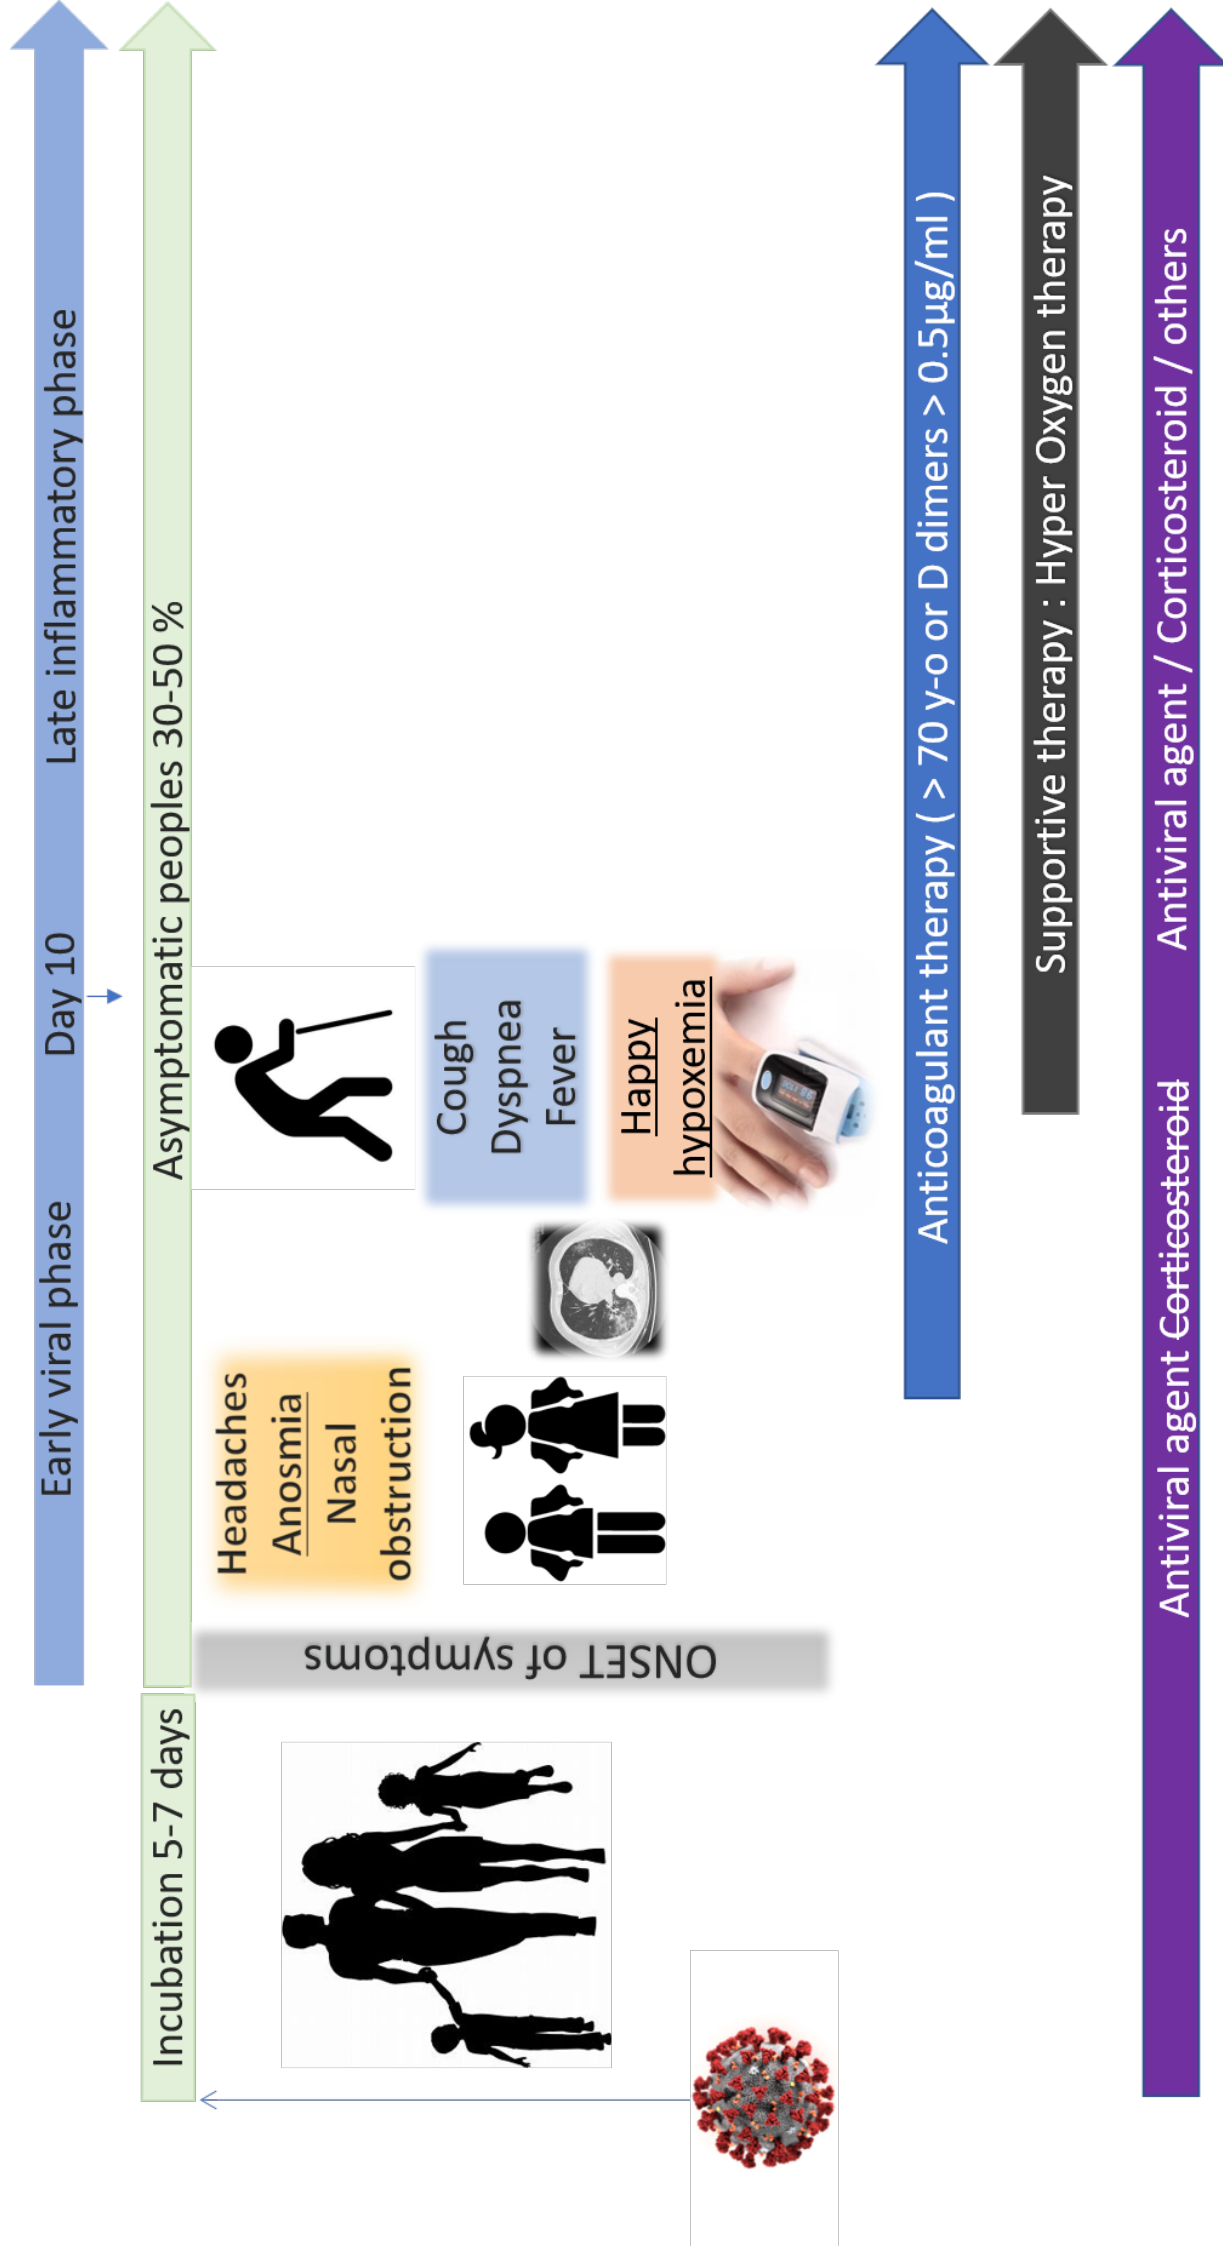 Early viral phase Day 10 Late inflammatory phase
Incubation 5-7 days
Asymptomatic peoples 30-50 %
ONSET of symptoms
Headaches
Anosmia
Nasal
obstruction
Cough
Dyspnea
Fever
Happy
hypoxemia
Anticoagulant therapy ( > 70 y-o or D dimers > 0.5µg/ml )
Supportive therapy : Hyper Oxygen therapy
Antiviral agent Corticosteroid Antiviral agent / Corticosteroid / others